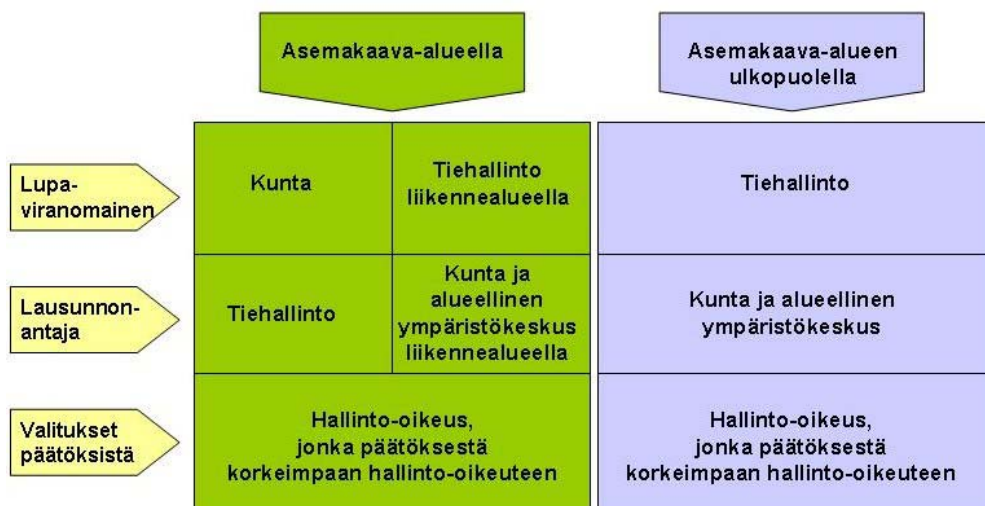 Asemakaava-alueella
Asemakaava-alueen
ulkopuolella
Lupa-
viranomainen
Kunta
Tiehallinto
liikennealueella
Tiehallinto
Lausunnon-
antaja
Tiehallinto
Kunta ja
alueellinen
ympäristökeskus
liikennealueella
Kunta ja alueellinen
ympäristökeskus
Valitukset
päätöksistä
Hallinto-oikeus,
jonka päätöksestä
korkeimpaan hallinto-oikeuteen
Hallinto-oikeus,
jonka päätöksestä
korkeimpaan hallinto-oikeuteen